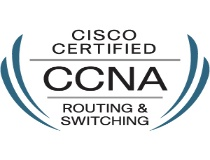 CISCO
CERTIFIED
CCNA
ROUTING &
SWITCHING